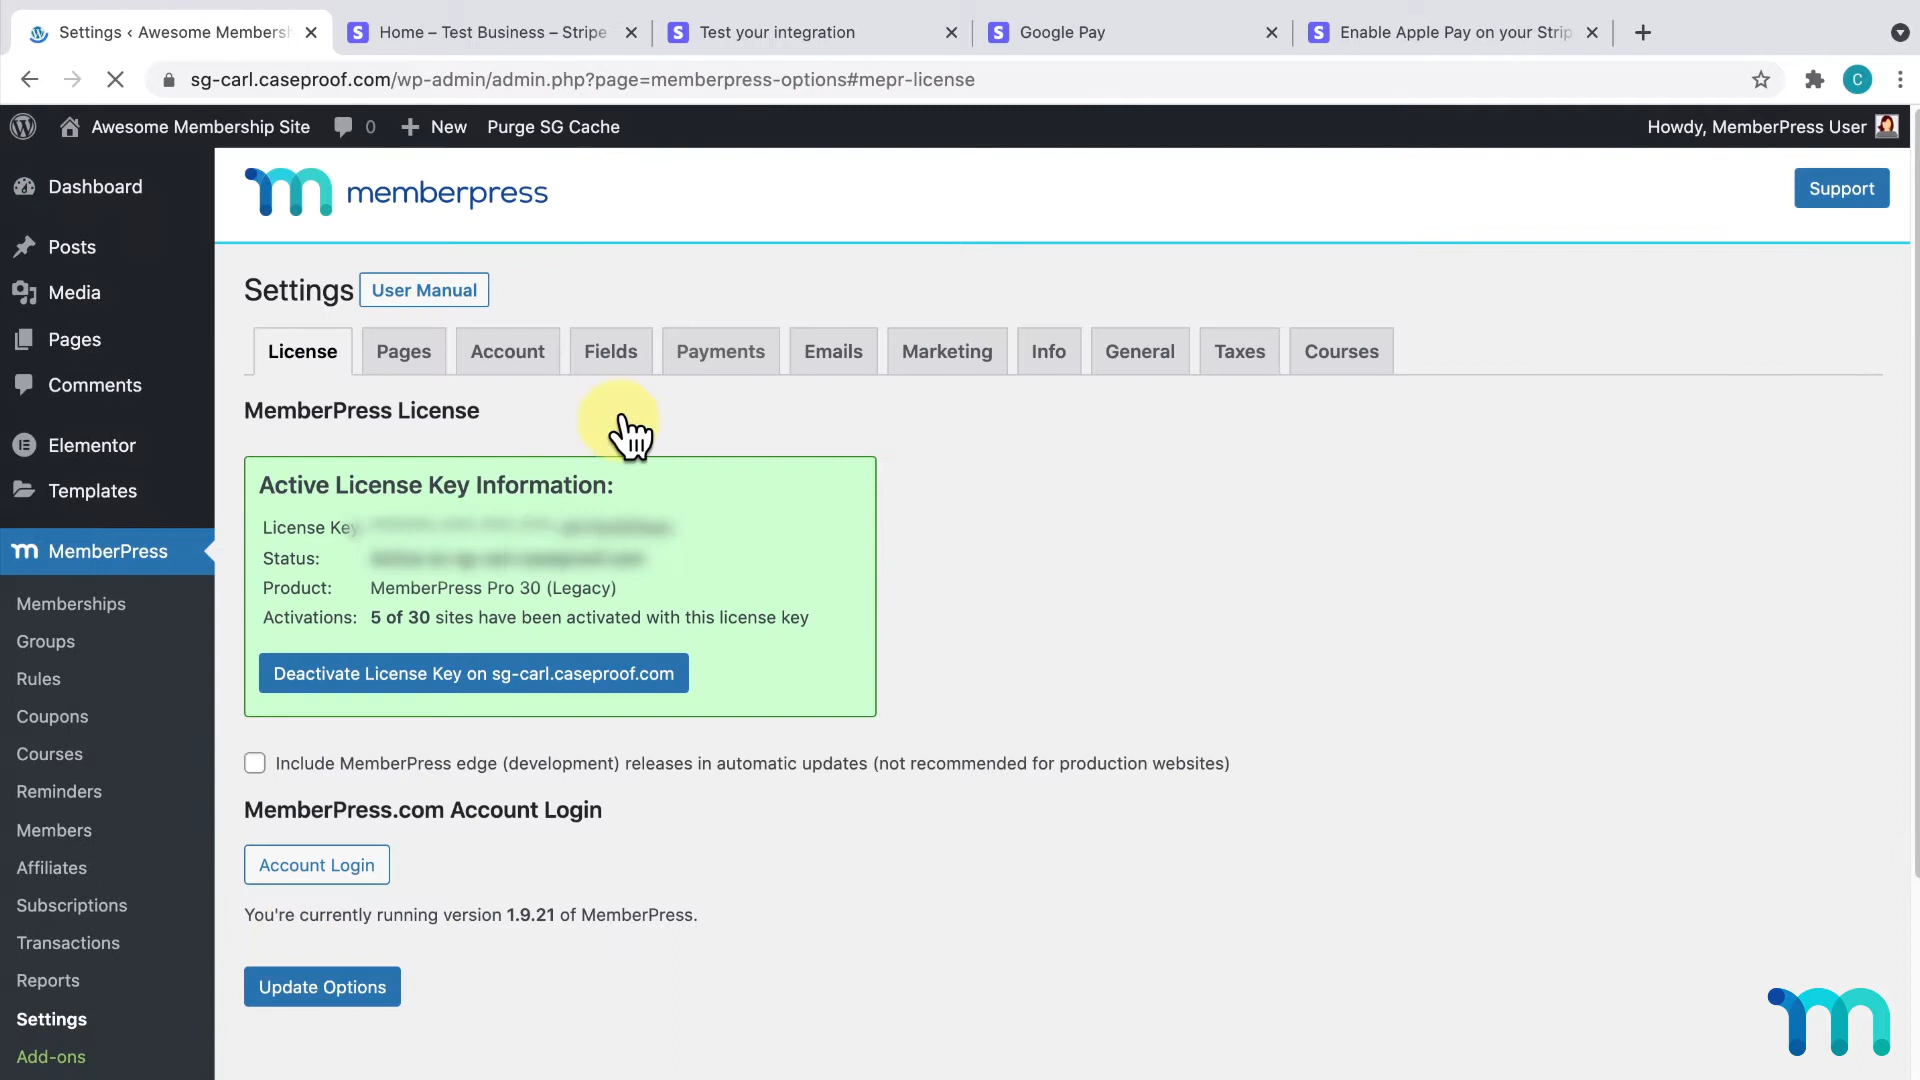 Settings ‹ Awesome Membersh
Home – Test Business – Stripe
Test your integration
Google Pay
Enable Apple Pay on your Strip
sg-carl.caseproof.com/wp-admin/admin.php?page=memberpress-options#mepr-license
C
Awesome Membership Site
0
New
Purge SG Cache
Howdy, MemberPress User
Dashboard
Posts
Media
Pages
Comments
Elementor
Templates
MemberPress
Memberships
Groups
Rules
Coupons
Courses
Reminders
Members
Affiliates
Subscriptions
Transactions
Reports
Settings
Add-ons
memberpress
Support
Settings
User Manual
License
Pages
Account
Fields
Payments
Emails
Marketing
Info
General
Taxes
Courses
MemberPress License
Active License Key Information:
License Key
Status:
Product: MemberPress Pro 30 (Legacy)
Activations: 5 of 30 sites have been activated with this license key
Deactivate License Key on sg-carl.caseproof.com
Include MemberPress edge (development) releases in automatic updates (not recommended for production websites)
MemberPress.com Account Login
Account Login
You're currently running version 1.9.21 of MemberPress.
Update Options